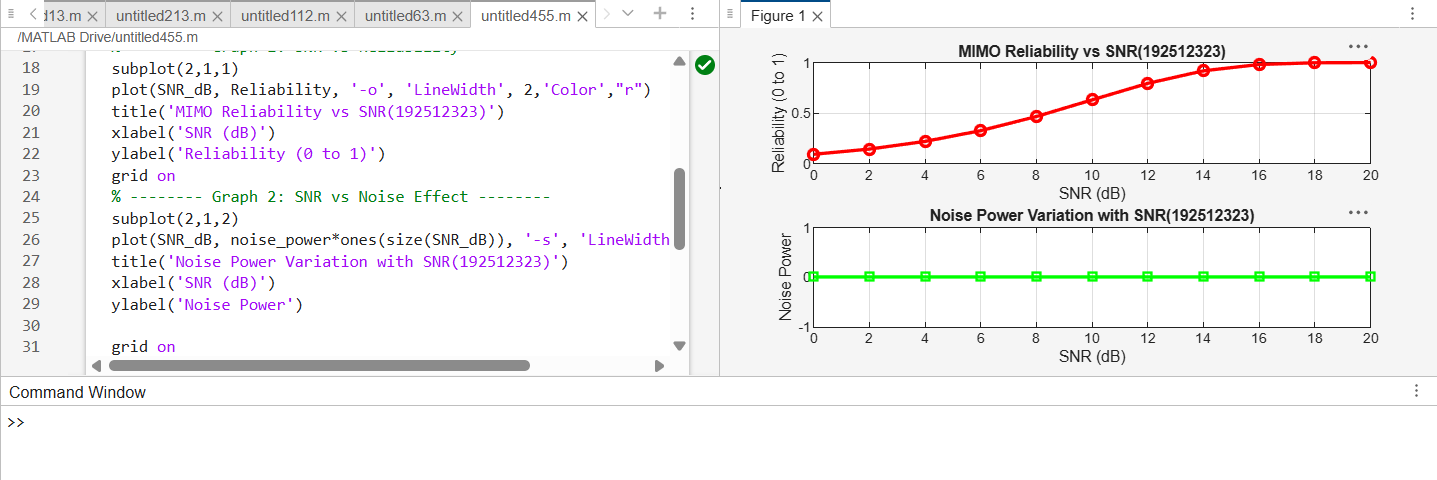 d13.m
untitled213.m
untitled112.m
untitled63.m
untitled455.m
/MATLAB Drive/untitled455.m
18 subplot(2,1,1)
19 plot(SNR_dB, Reliability, '-o', 'LineWidth', 2,'Color',"r")
20 title('MIMO Reliability vs SNR(192512323)')
21 xlabel('SNR (dB)')
22 ylabel('Reliability (0 to 1)')
23 grid on
24 % -------- Graph 2: SNR vs Noise Effect --------
25 subplot(2,1,2)
26 plot(SNR_dB, noise_power*ones(size(SNR_dB)), '-s', 'LineWidth
27 title('Noise Power Variation with SNR(192512323)')
28 xlabel('SNR (dB)')
29 ylabel('Noise Power')
30
31 grid on
Figure 1
MIMO Reliability vs SNR(192512323)
Reliability (0 to 1)
1
0.5
0
0 2 4 6 8 10 12 14 16 18 20
SNR (dB)
Noise Power Variation with SNR(192512323)
Noise Power
1
0
-1
0 2 4 6 8 10 12 14 16 18 20
SNR (dB)
Command Window
>>